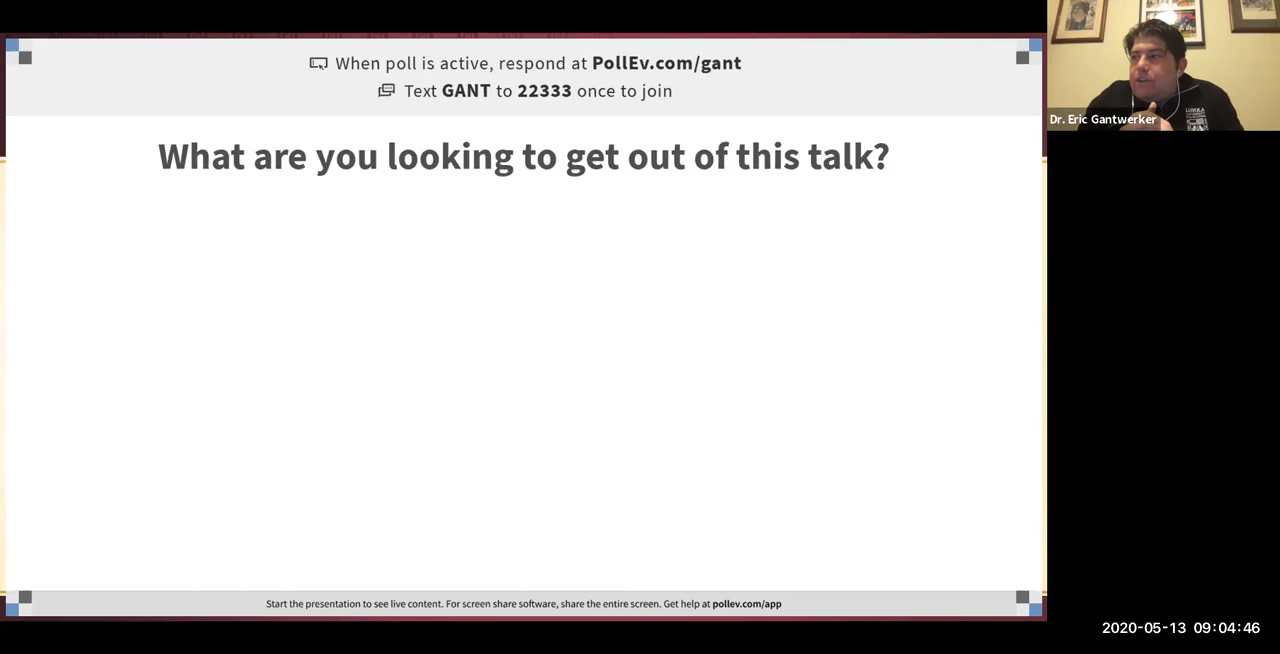 When poll is active, respond at PollEv.com/gant
Text GANT to 22333 once to join
What are you looking to get out of this talk?
Start the presentation to see live content. For screen share software, share the entire screen. Get help at pollev.com/app
LOYOLA
Dr. Eric Gantwerker
2020-05-13 09:04:46